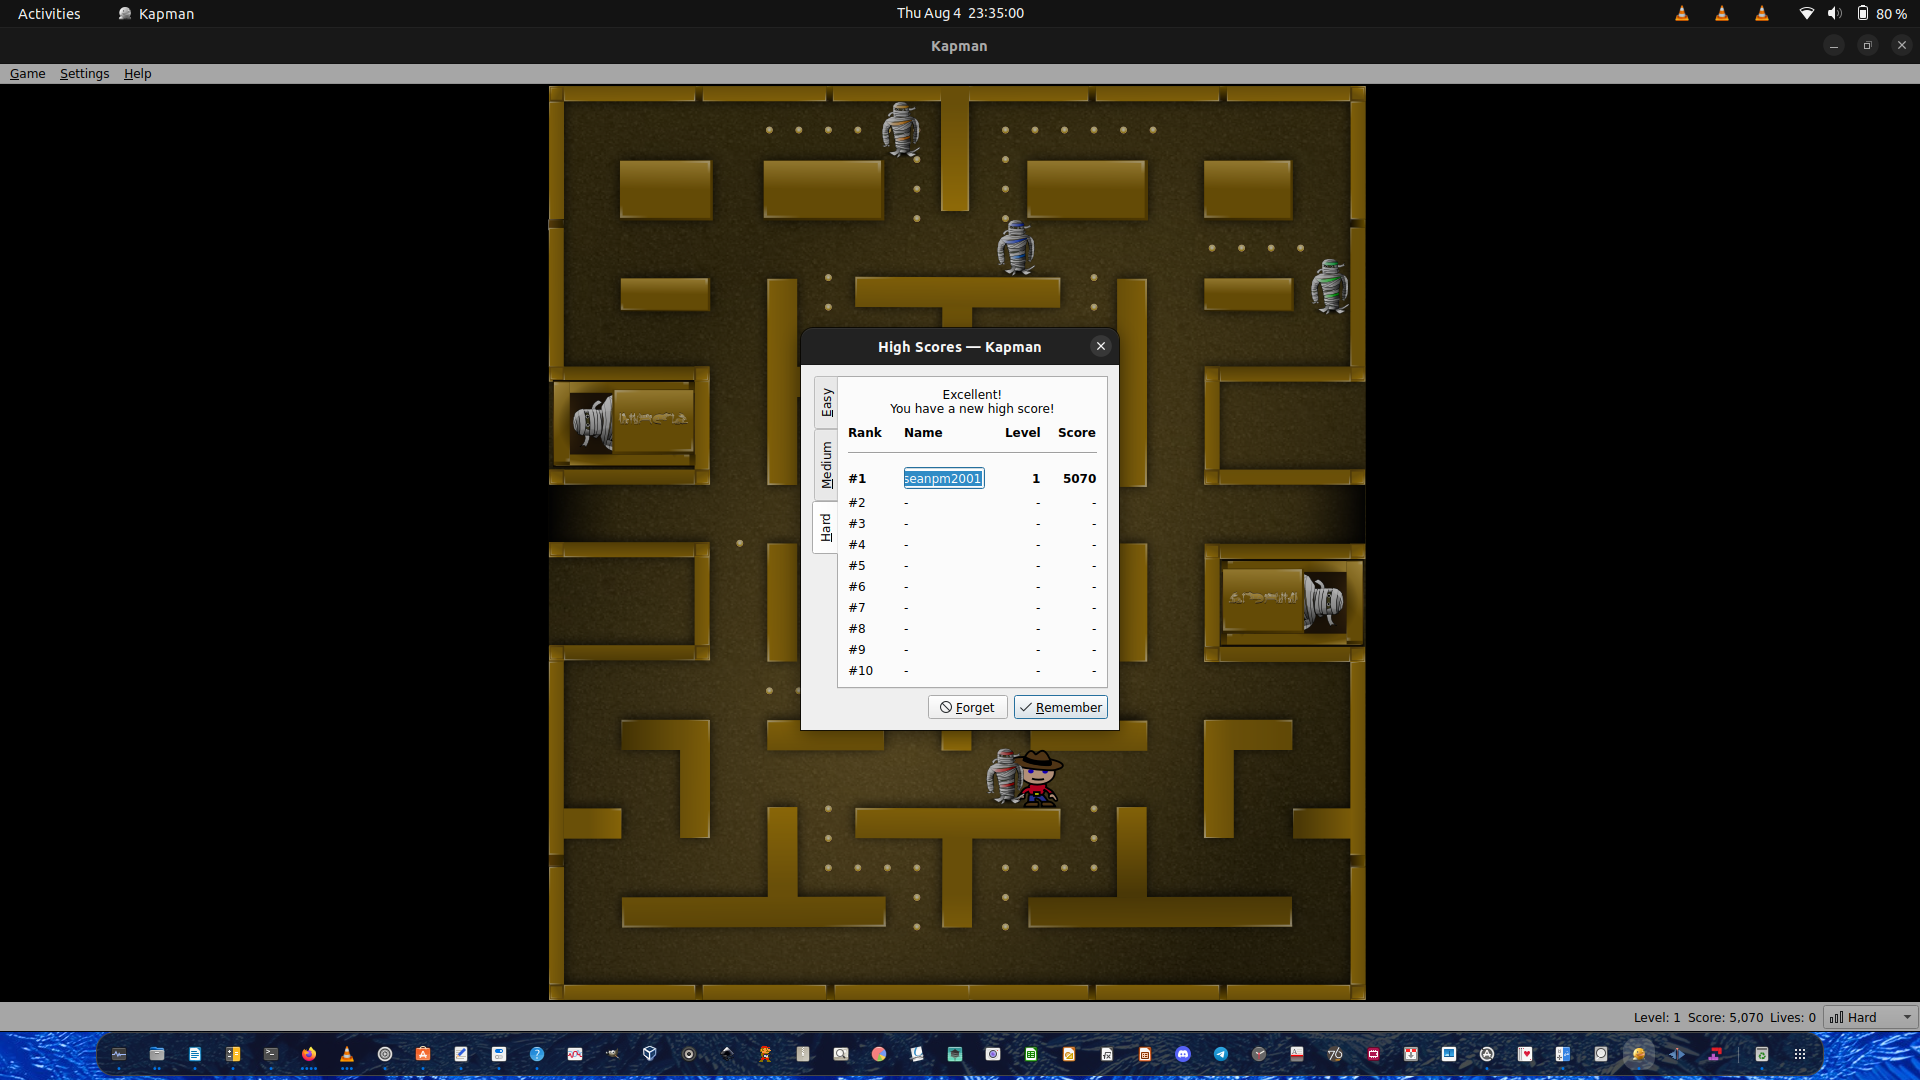 Activities Kapman Thu Aug 4 23:35:00 80 %
Kapman
Game Settings Help
High Scores — Kapman
Easy
Medium
Hard
Excellent!
You have a new high score!
Rank Name Level Score
#1 seanpm2001 1 5070
#2 - - -
#3 - - -
#4 - - -
#5 - - -
#6 - - -
#7 - - -
#8 - - -
#9 - - -
#10 - - -
Forget Remember
Level: 1 Score: 5,070 Lives: 0 Hard
76